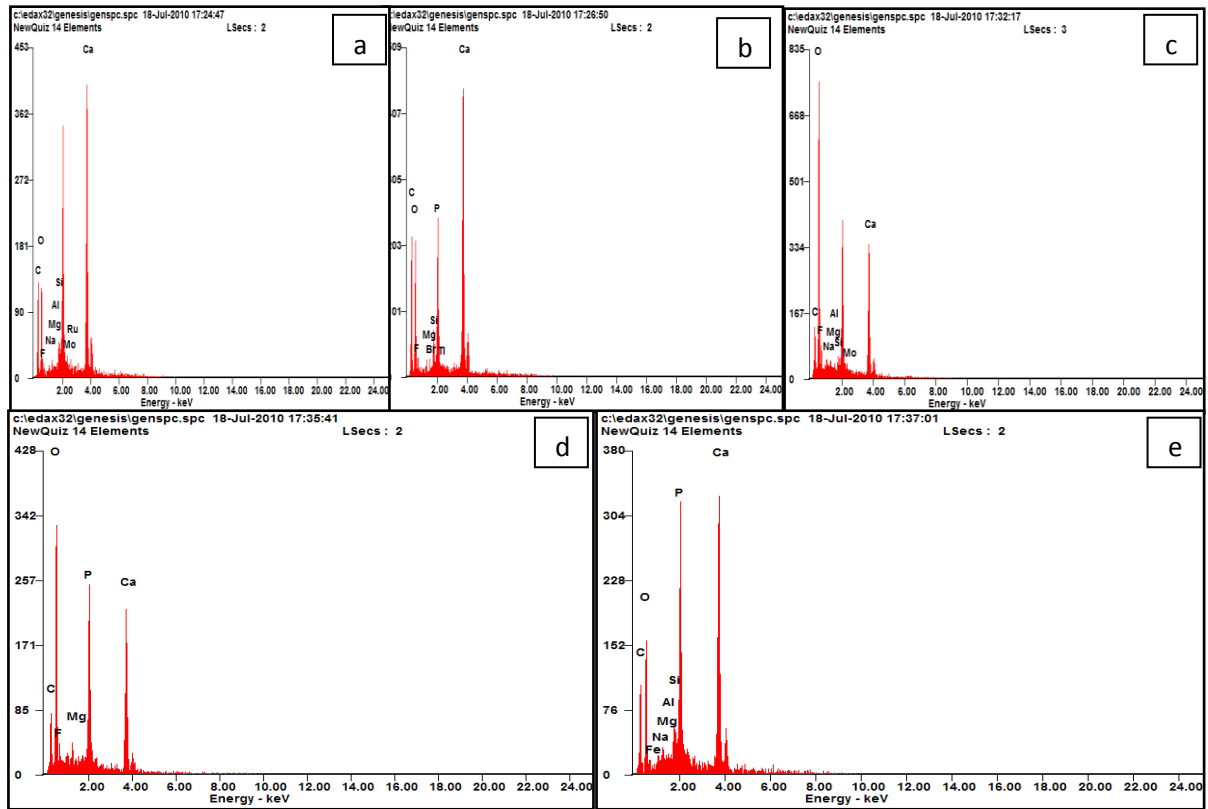 c:\edax32\genesis\genspc.spc 18-Jul-2010 17:24:47
NewQuiz 14 Elements LSecs : 2
a
453
Ca
362
272
181
90
0
O
C
Si
Al
Mg
Na
F
Ru
Mo
2.00 4.00 6.00 8.00 10.00 12.00 14.00 16.00 18.00 20.00 22.00 24.00
Energy - keV
c:\edax32\genesis\genspc.spc 18-Jul-2010 17:26:50
NewQuiz 14 Elements LSecs : 2
b
509
Ca
407
305
203
101
0
C
O
P
Si
Mg
Br
Tl
F
2.00 4.00 6.00 8.00 10.00 12.00 14.00 16.00 18.00 20.00 22.00 24.00
Energy - keV
c:\edax32\genesis\genspc.spc 18-Jul-2010 17:32:17
NewQuiz 14 Elements LSecs : 3
c
835
O
668
501
334
167
0
Ca
C
F
Al
Mg
Na
Si
Mo
2.00 4.00 6.00 8.00 10.00 12.00 14.00 16.00 18.00 20.00 22.00 24.00
Energy - keV
c:\edax32\genesis\genspc.spc 18-Jul-2010 17:35:41
NewQuiz 14 Elements LSecs : 2
d
428
O
342
257
171
85
0
P
Ca
C
F
Mg
2.00 4.00 6.00 8.00 10.00 12.00 14.00 16.00 18.00 20.00 22.00 24.00
Energy - keV
c:\edax32\genesis\genspc.spc 18-Jul-2010 17:37:01
NewQuiz 14 Elements LSecs : 2
e
380
Ca
304
228
152
76
0
P
O
C
Si
Al
Mg
Na
Fe
2.00 4.00 6.00 8.00 10.00 12.00 14.00 16.00 18.00 20.00 22.00 24.00
Energy - keV